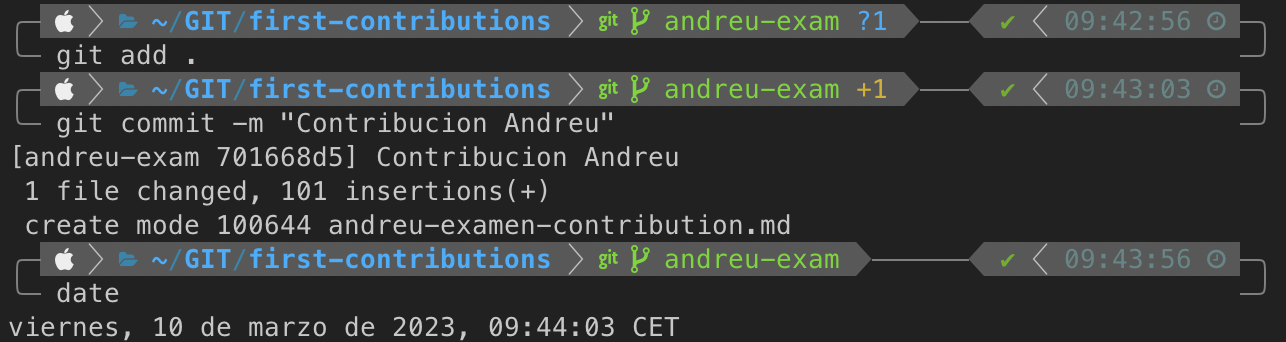 ~/GIT/first-contributions git andreu-exam ?1 ✔ 09:42:56
git add .
~/GIT/first-contributions git andreu-exam +1 ✔ 09:43:03
git commit -m "Contribucion Andreu"
[andreu-exam 701668d5] Contribucion Andreu
1 file changed, 101 insertions(+)
create mode 100644 andreu-examen-contribution.md
~/GIT/first-contributions git andreu-exam ✔ 09:43:56
date
viernes, 10 de marzo de 2023, 09:44:03 CET